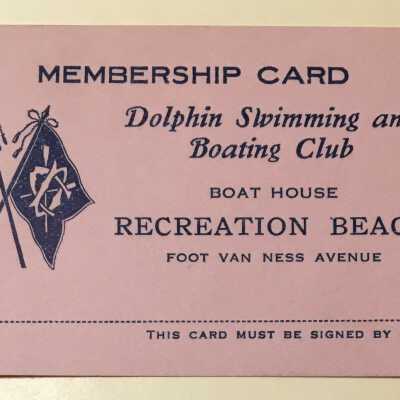 MEMBERSHIP CARD
Dolphin Swimming an
Boating Club
BOAT HOUSE
RECREATION BEAC
FOOT VAN NESS AVENUE
THIS CARD MUST BE SIGNED BY